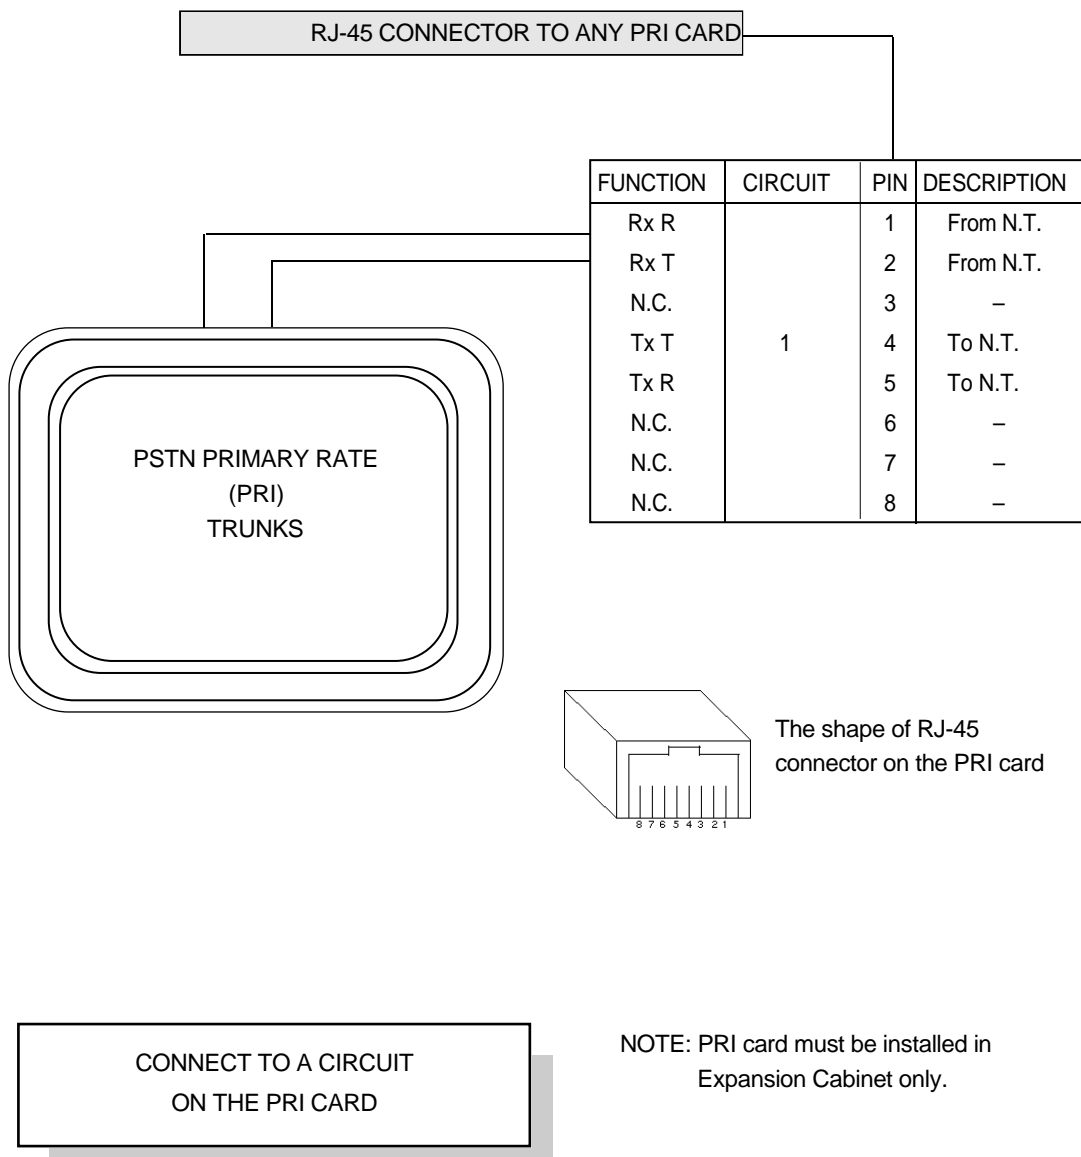 RJ-45 CONNECTOR TO ANY PRI CARD
FUNCTION CIRCUIT PIN DESCRIPTION
Rx R 1 From N.T.
Rx T 2 From N.T.
N.C. 3 –
Tx T 1 4 To N.T.
Tx R 5 To N.T.
N.C. 6 –
N.C. 7 –
N.C. 8 –
PSTN PRIMARY RATE
(PRI)
TRUNKS
The shape of RJ-45
connector on the PRI card
8 7 6 5 4 3 2 1
CONNECT TO A CIRCUIT
ON THE PRI CARD
NOTE: PRI card must be installed in
Expansion Cabinet only.